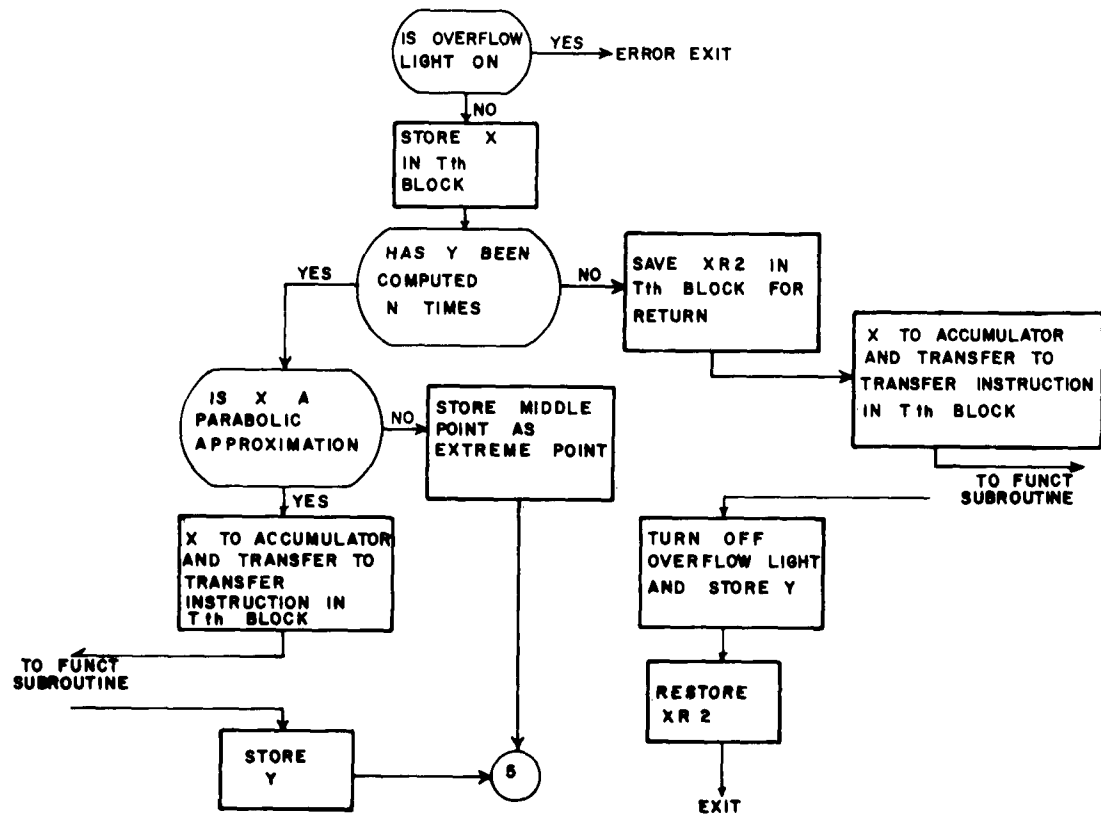 IS OVERFLOW
LIGHT ON
YES
ERROR EXIT
NO
STORE X
IN Tth
BLOCK
HAS Y BEEN
COMPUTED
N TIMES
YES
NO
SAVE XR2 IN
Tth BLOCK FOR
RETURN
X TO ACCUMULATOR
AND TRANSFER TO
TRANSFER INSTRUCTION
IN Tth BLOCK
TO FUNCT
SUBROUTINE
IS X A
PARABOLIC
APPROXIMATION
NO
STORE MIDDLE
POINT AS
EXTREME POINT
YES
X TO ACCUMULATOR
AND TRANSFER TO
TRANSFER
INSTRUCTION IN
Tth BLOCK
TO FUNCT
SUBROUTINE
STORE
Y
5
TURN OFF
OVERFLOW LIGHT
AND STORE Y
RESTORE
XR2
EXIT